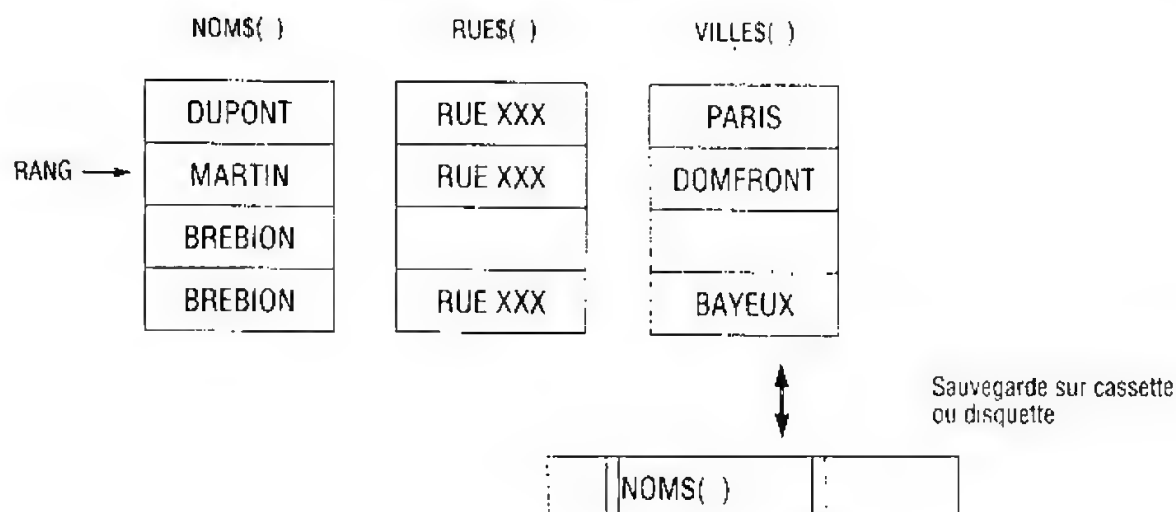 NOM$( ) RUE$( ) VILLE$( )
DUPONT RUE XXX PARIS
RANG → MARTIN RUE XXX DOMFRONT
BREBION
BREBION RUE XXX BAYEUX
Sauvegarde sur cassette
ou disquette
NOMS( )